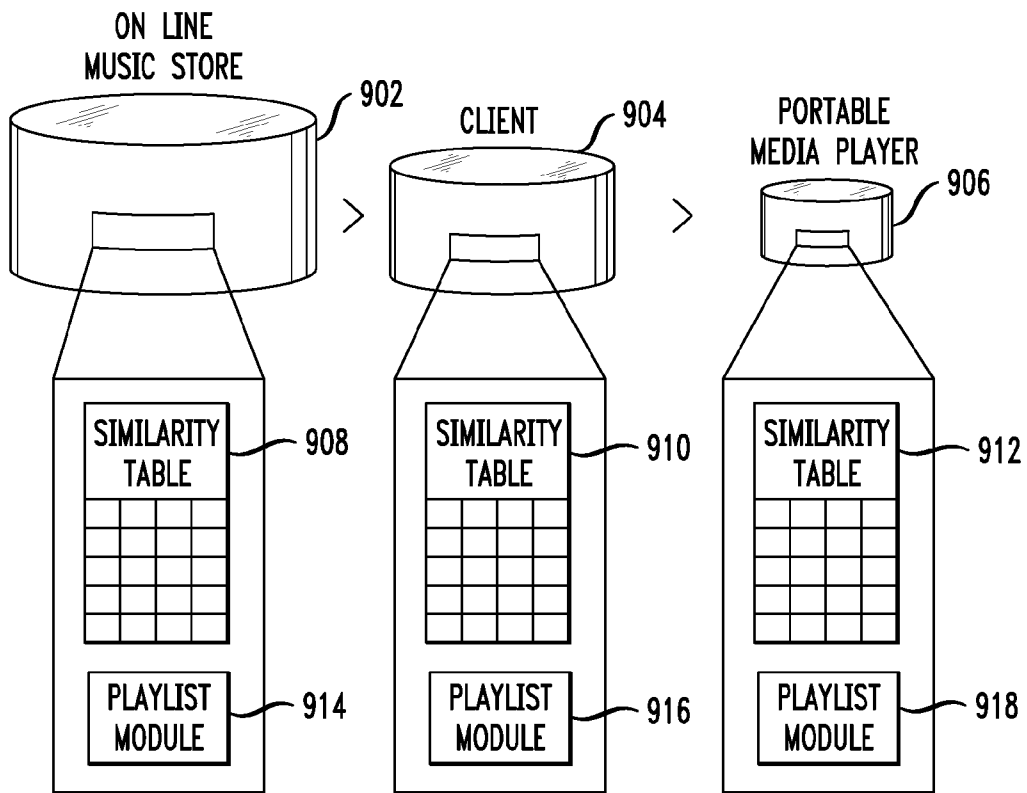 ON LINE
MUSIC STORE
902
CLIENT
904
PORTABLE
MEDIA PLAYER
906
>
>
SIMILARITY
TABLE
908
SIMILARITY
TABLE
910
SIMILARITY
TABLE
912
PLAYLIST
MODULE
914
PLAYLIST
MODULE
916
PLAYLIST
MODULE
918